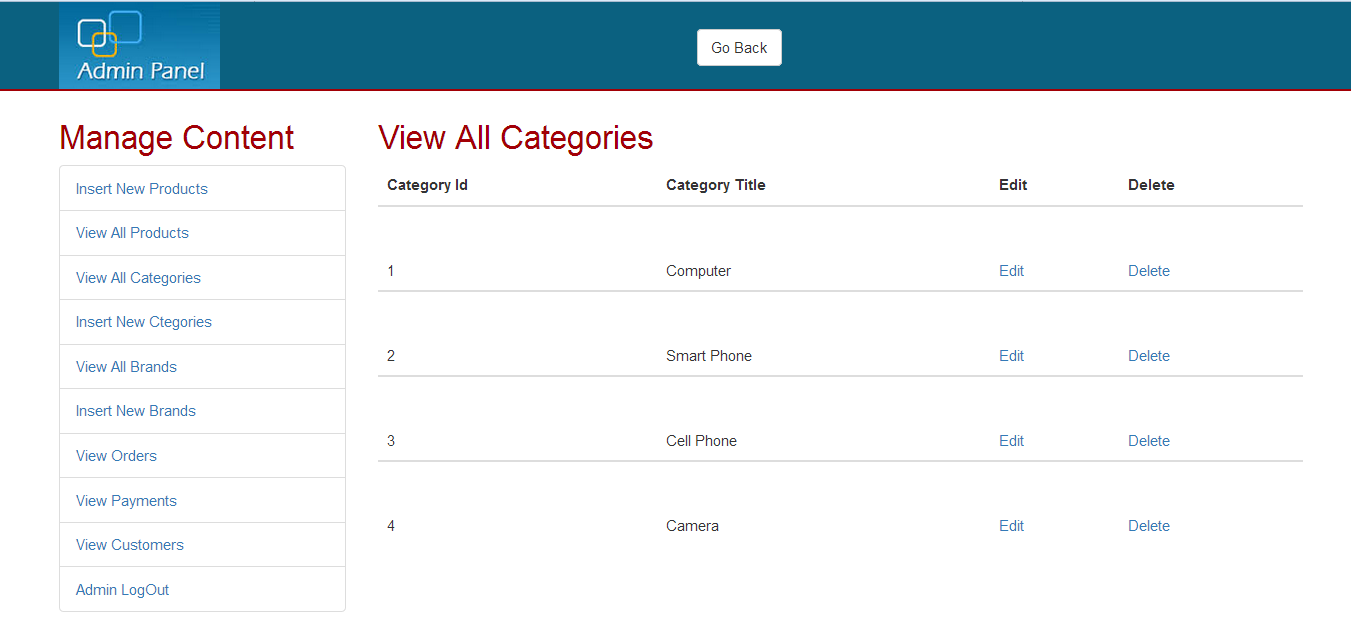 Admin Panel
Go Back
Manage Content
Insert New Products
View All Products
View All Categories
Insert New Ctegories
View All Brands
Insert New Brands
View Orders
View Payments
View Customers
Admin LogOut
View All Categories
Category Id Category Title Edit Delete
1 Computer Edit Delete
2 Smart Phone Edit Delete
3 Cell Phone Edit Delete
4 Camera Edit Delete